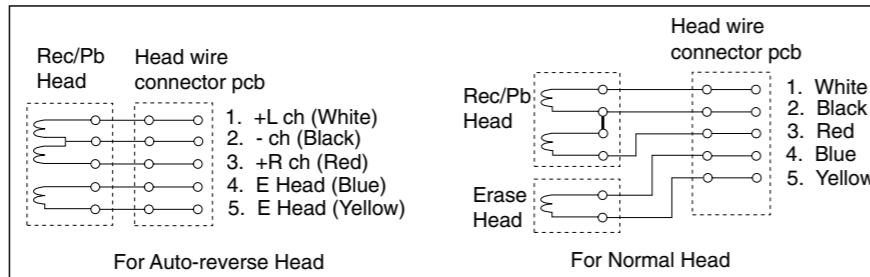 Rec/Pb
Head
Head wire
connector pcb
1. +L ch (White)
2. - ch (Black)
3. +R ch (Red)
4. E Head (Blue)
5. E Head (Yellow)
For Auto-reverse Head
Head wire
connector pcb
Rec/Pb
Head
1. White
2. Black
3. Red
4. Blue
5. Yellow
Erase
Head
For Normal Head